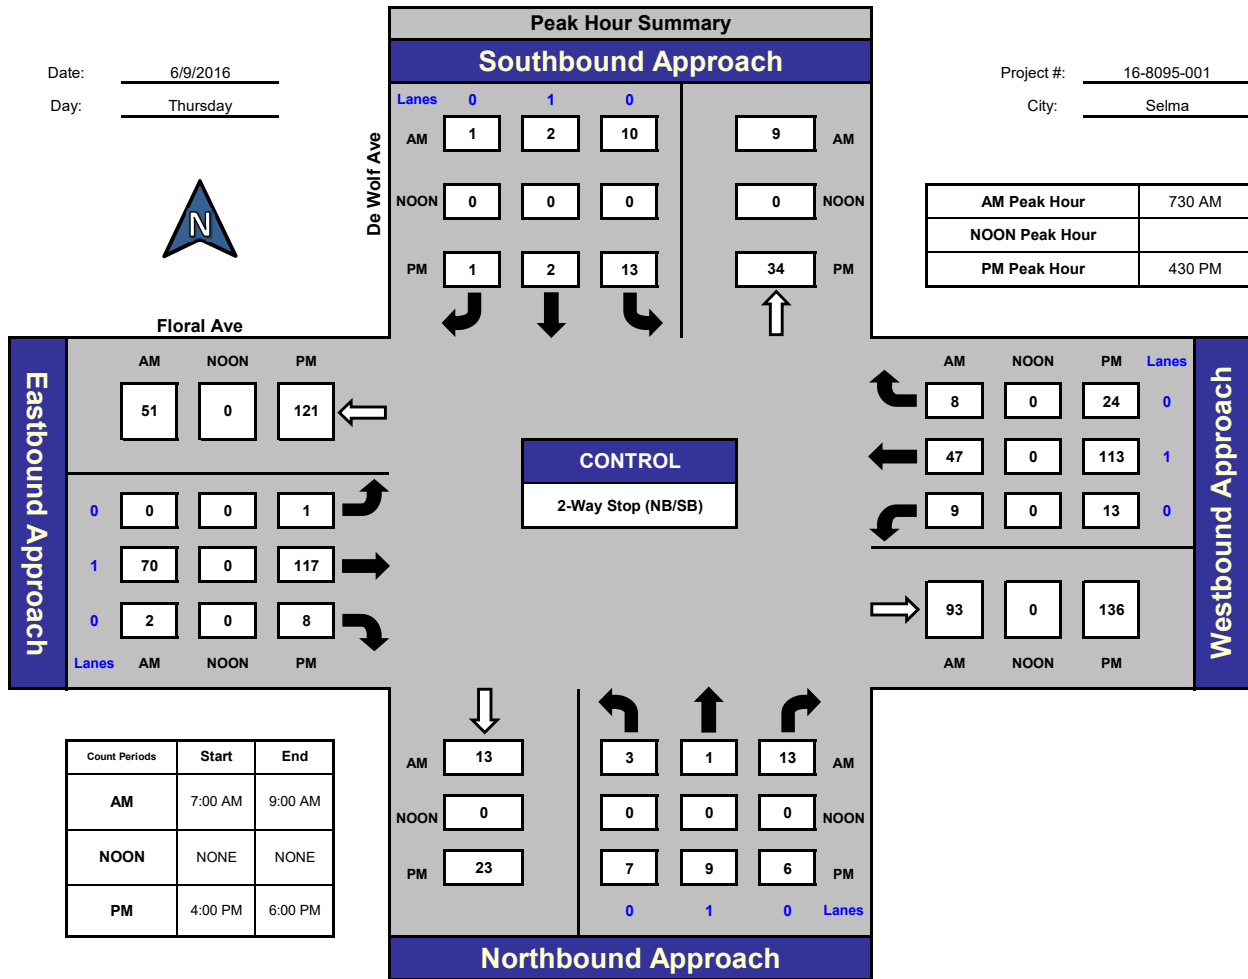 Peak Hour Summary
Southbound Approach
Date: 6/9/2016
Day: Thursday
Project #: 16-8095-001
City: Selma
N
De Wolf Ave
Lanes 0 1 0
AM 1 2 10 9 AM
NOON 0 0 0 0 NOON
PM 1 2 13 34 PM
AM Peak Hour 730 AM
NOON Peak Hour
PM Peak Hour 430 PM
Floral Ave
Eastbound Approach
AM NOON PM
51 0 121
0 0 0 1
1 70 0 117
0 2 0 8
Lanes AM NOON PM
CONTROL
2-Way Stop (NB/SB)
AM NOON PM Lanes
8 0 24 0
47 0 113 1
9 0 13 0
93 0 136
AM NOON PM
Westbound Approach
Count Periods Start End
AM 7:00 AM 9:00 AM
NOON NONE NONE
PM 4:00 PM 6:00 PM
AM 13 3 1 13 AM
NOON 0 0 0 0 NOON
PM 23 7 9 6 PM
0 1 0 Lanes
Northbound Approach